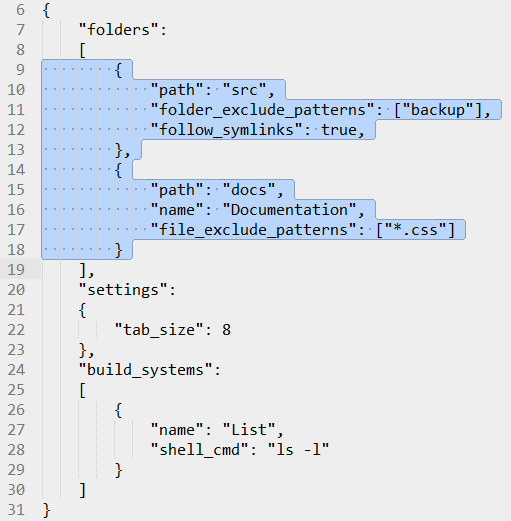 6 {
7     "folders":
8     [
9         {
10             "path": "src",
11             "folder_exclude_patterns": ["backup"],
12             "follow_symlinks": true,
13         },
14         {
15             "path": "docs",
16             "name": "Documentation",
17             "file_exclude_patterns": ["*.css"]
18         }
19     ],
20     "settings":
21     {
22         "tab_size": 8
23     },
24     "build_systems":
25     [
26         {
27             "name": "List",
28             "shell_cmd": "ls -l"
29         }
30     ]
31 }